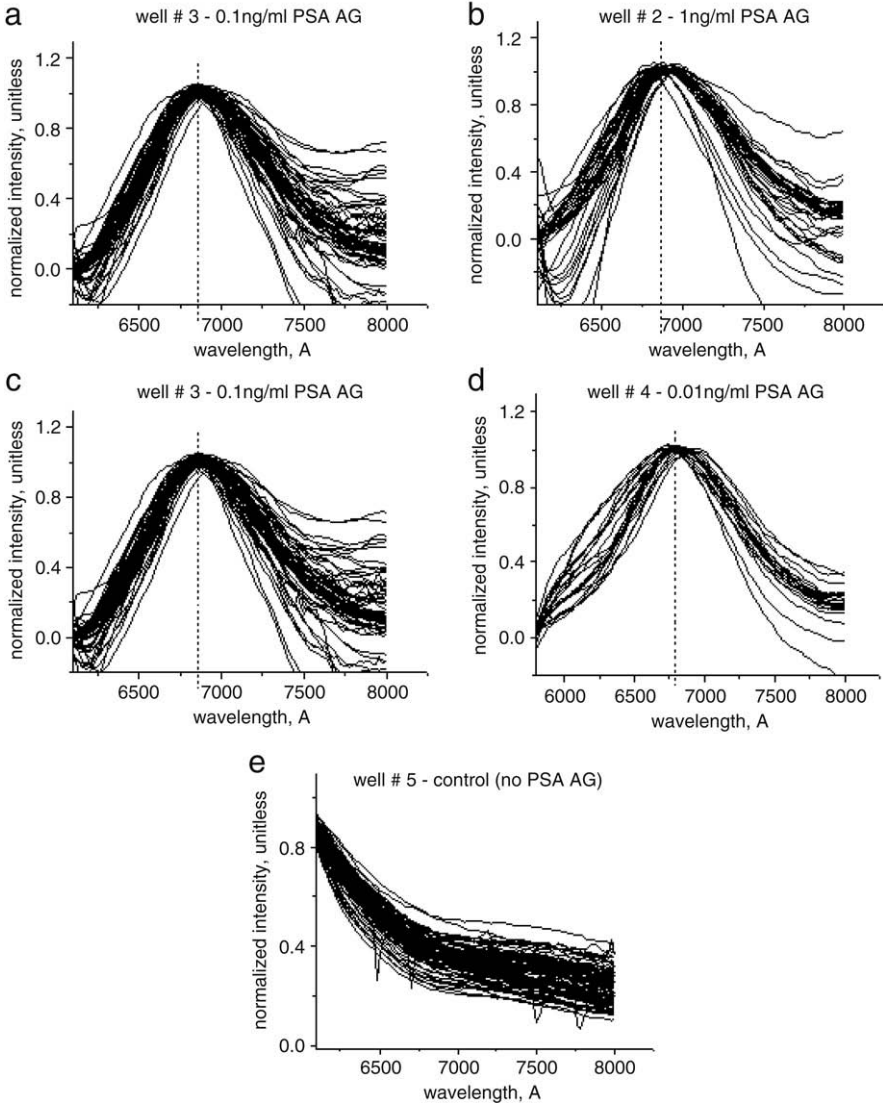 a
well # 3 - 0.1ng/ml PSA AG
normalized intensity, unitless
1.2
0.8
0.4
0.0
6500 7000 7500 8000
wavelength, A
b
well # 2 - 1ng/ml PSA AG
normalized intensity, unitless
1.2
0.8
0.4
0.0
6500 7000 7500 8000
wavelength, A
c
well # 3 - 0.1ng/ml PSA AG
normalized intensity, unitless
1.2
0.8
0.4
0.0
6500 7000 7500 8000
wavelength, A
d
well # 4 - 0.01ng/ml PSA AG
normalized intensity, unitless
1.2
0.8
0.4
0.0
6000 6500 7000 7500 8000
wavelength, A
e
well # 5 - control (no PSA AG)
normalized intensity, unitless
0.8
0.4
0.0
6500 7000 7500 8000
wavelength, A